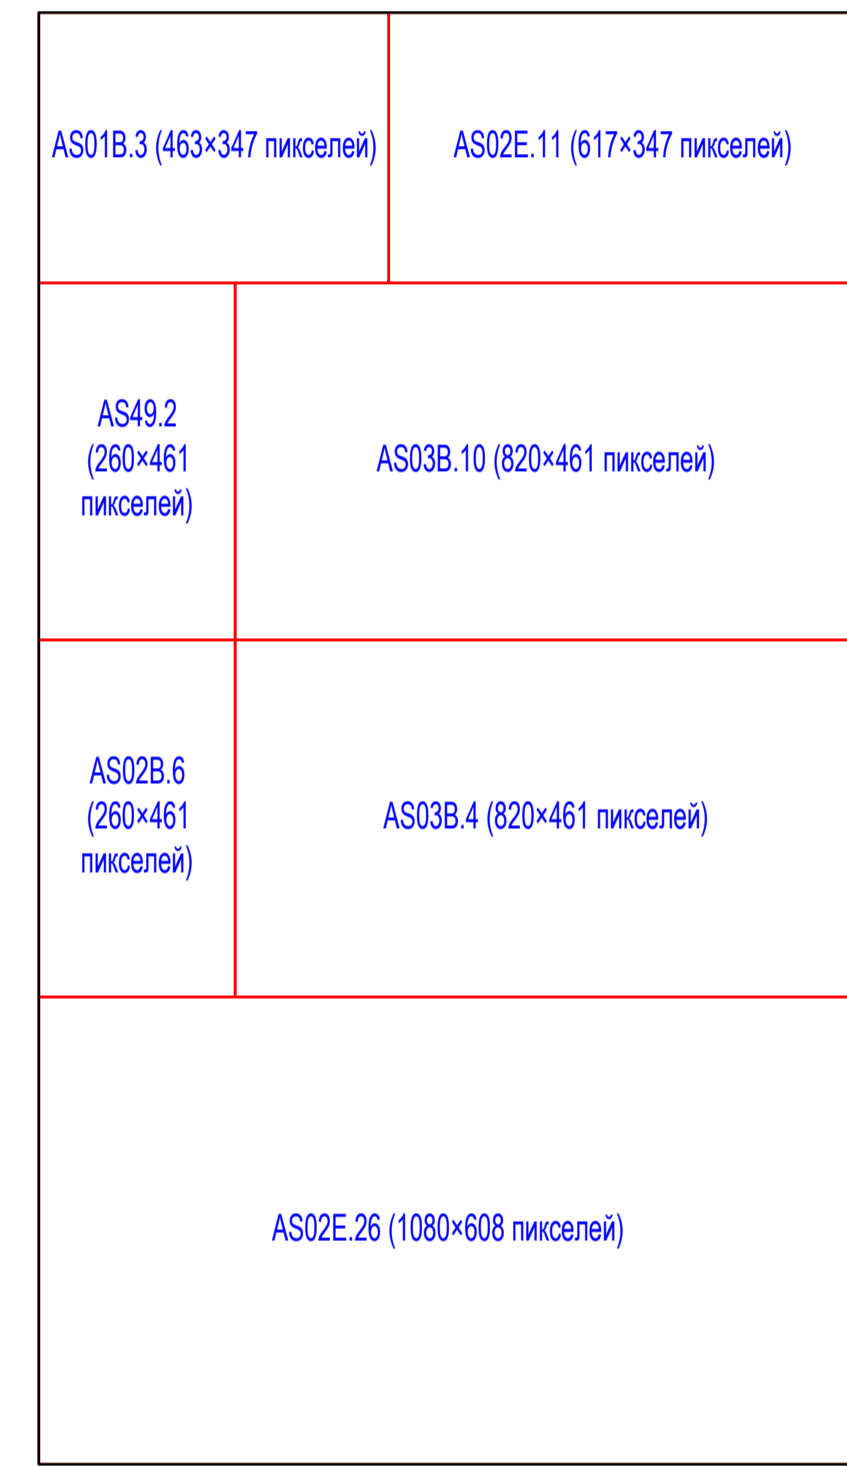 AS01B.3 (463×347 пикселей)
AS02E.11 (617×347 пикселей)
AS49.2
(260×461
пикселей)
AS03B.10 (820×461 пикселей)
AS02B.6
(260×461
пикселей)
AS03B.4 (820×461 пикселей)
AS02E.26 (1080×608 пикселей)